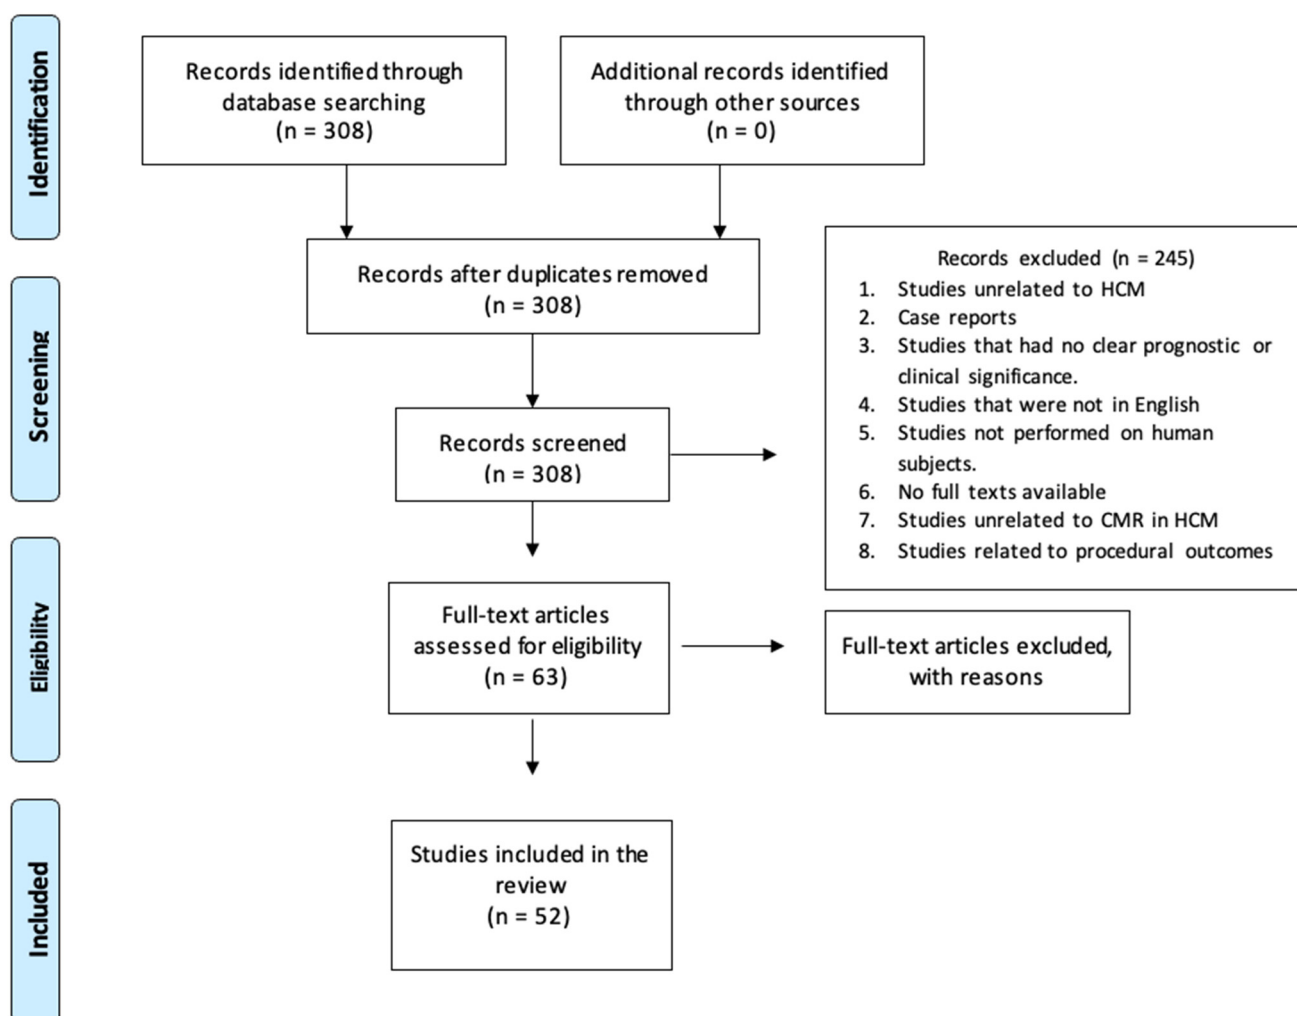 Identification
Records identified through
database searching
(n = 308)
Additional records identified
through other sources
(n = 0)
Records after duplicates removed
(n = 308)
Screening
Records screened
(n = 308)
Records excluded (n = 245)
1. Studies unrelated to HCM
2. Case reports
3. Studies that had no clear prognostic or
clinical significance.
4. Studies that were not in English
5. Studies not performed on human
subjects.
6. No full texts available
7. Studies unrelated to CMR in HCM
8. Studies related to procedural outcomes
Eligibility
Full-text articles
assessed for eligibility
(n = 63)
Full-text articles excluded,
with reasons
Included
Studies included in the
review
(n = 52)